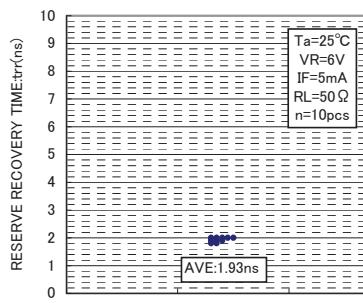 RESERVE RECOVERY TIME:trr(ns)
10
9
8
7
6
5
4
3
2
1
0
Ta=25℃
VR=6V
IF=5mA
RL=50Ω
n=10pcs
AVE:1.93ns